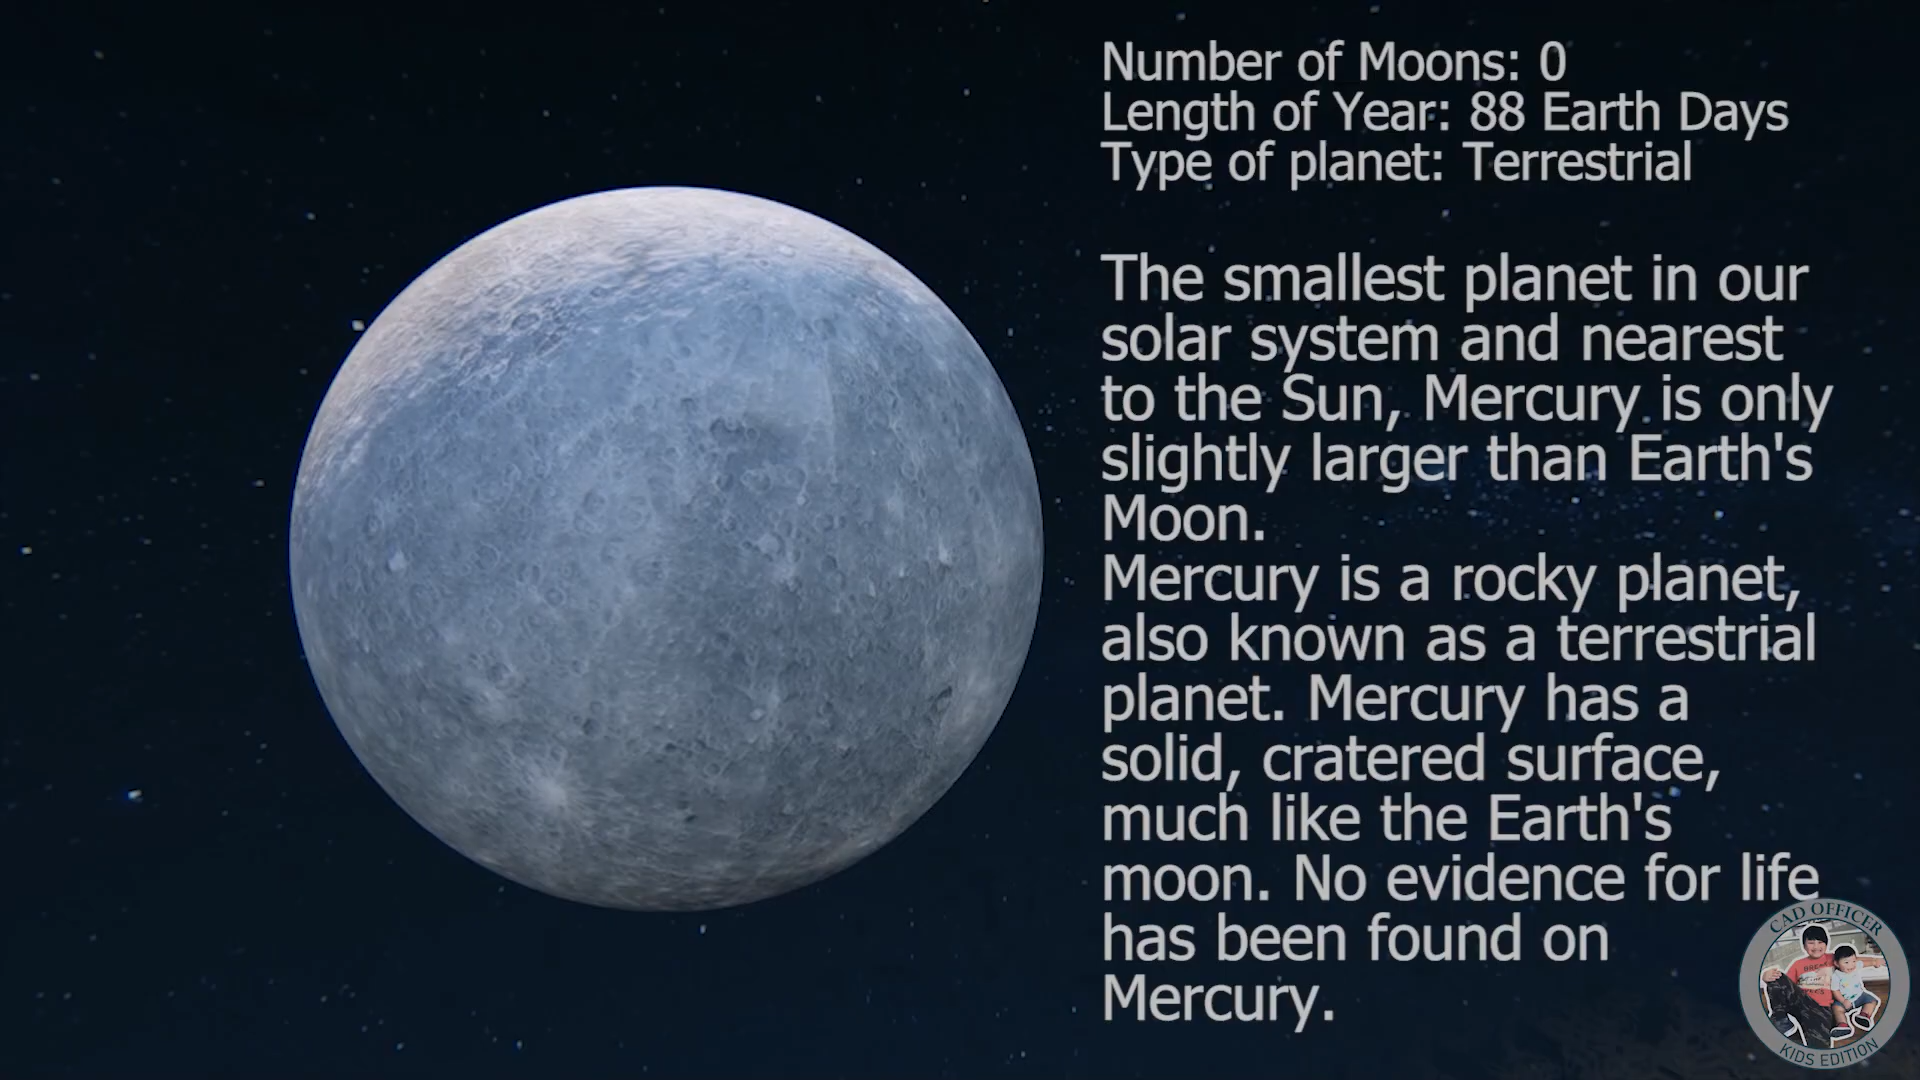 Number of Moons: 0
Length of Year: 88 Earth Days
Type of planet: Terrestrial
The smallest planet in our
solar system and nearest
to the Sun, Mercury is only
slightly larger than Earth's
Moon.
Mercury is a rocky planet,
also known as a terrestrial
planet. Mercury has a
solid, cratered surface,
much like the Earth's
moon. No evidence for life
has been found on
Mercury.
CAD OFFICER
KIDS EDITION